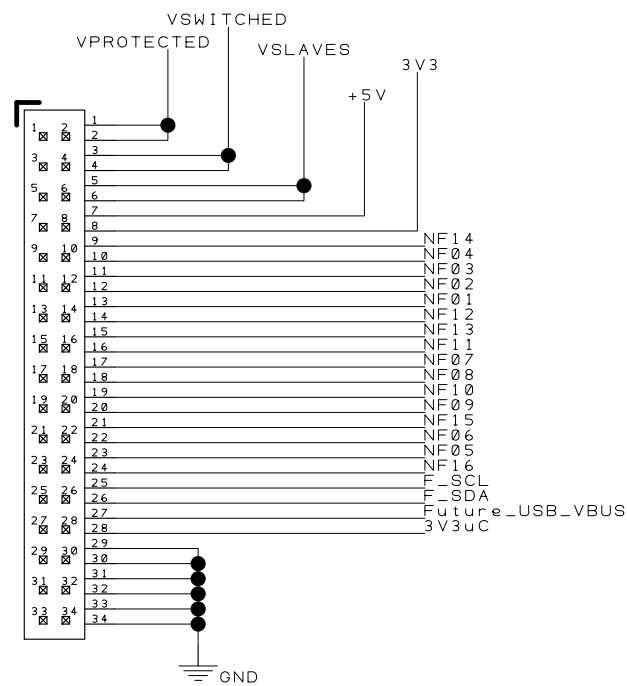 VSWITCHED
VPROTECTED
VSLAVES
3V3
+5V
1 2 1
2
3 4 3
4
5 6 5
6
7 8 7
8
9 10 9 NF14
10 NF04
11 12 11 NF03
12 NF02
13 14 13 NF01
14 NF12
15 16 15 NF13
16 NF11
17 18 17 NF07
18 NF08
19 20 19 NF10
20 NF09
21 22 21 NF15
22 NF06
23 24 23 NF05
24 NF16
25 26 25 F_SCL
26 F_SDA
27 28 27 Future_USB_VBUS
28 3V3uC
29 30 29
30
31 32 31
32
33 34 33
34
GND